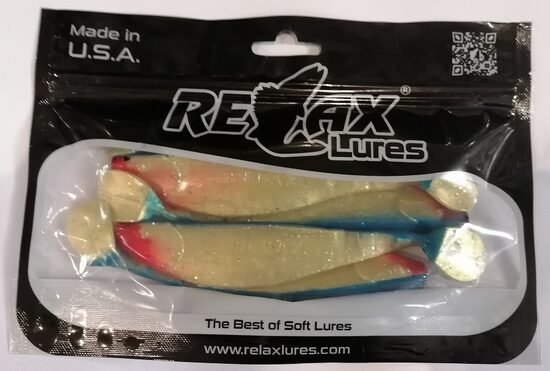 Made in
U.S.A.
RELAX®
Lures
The Best of Soft Lures
www.relaxlures.com